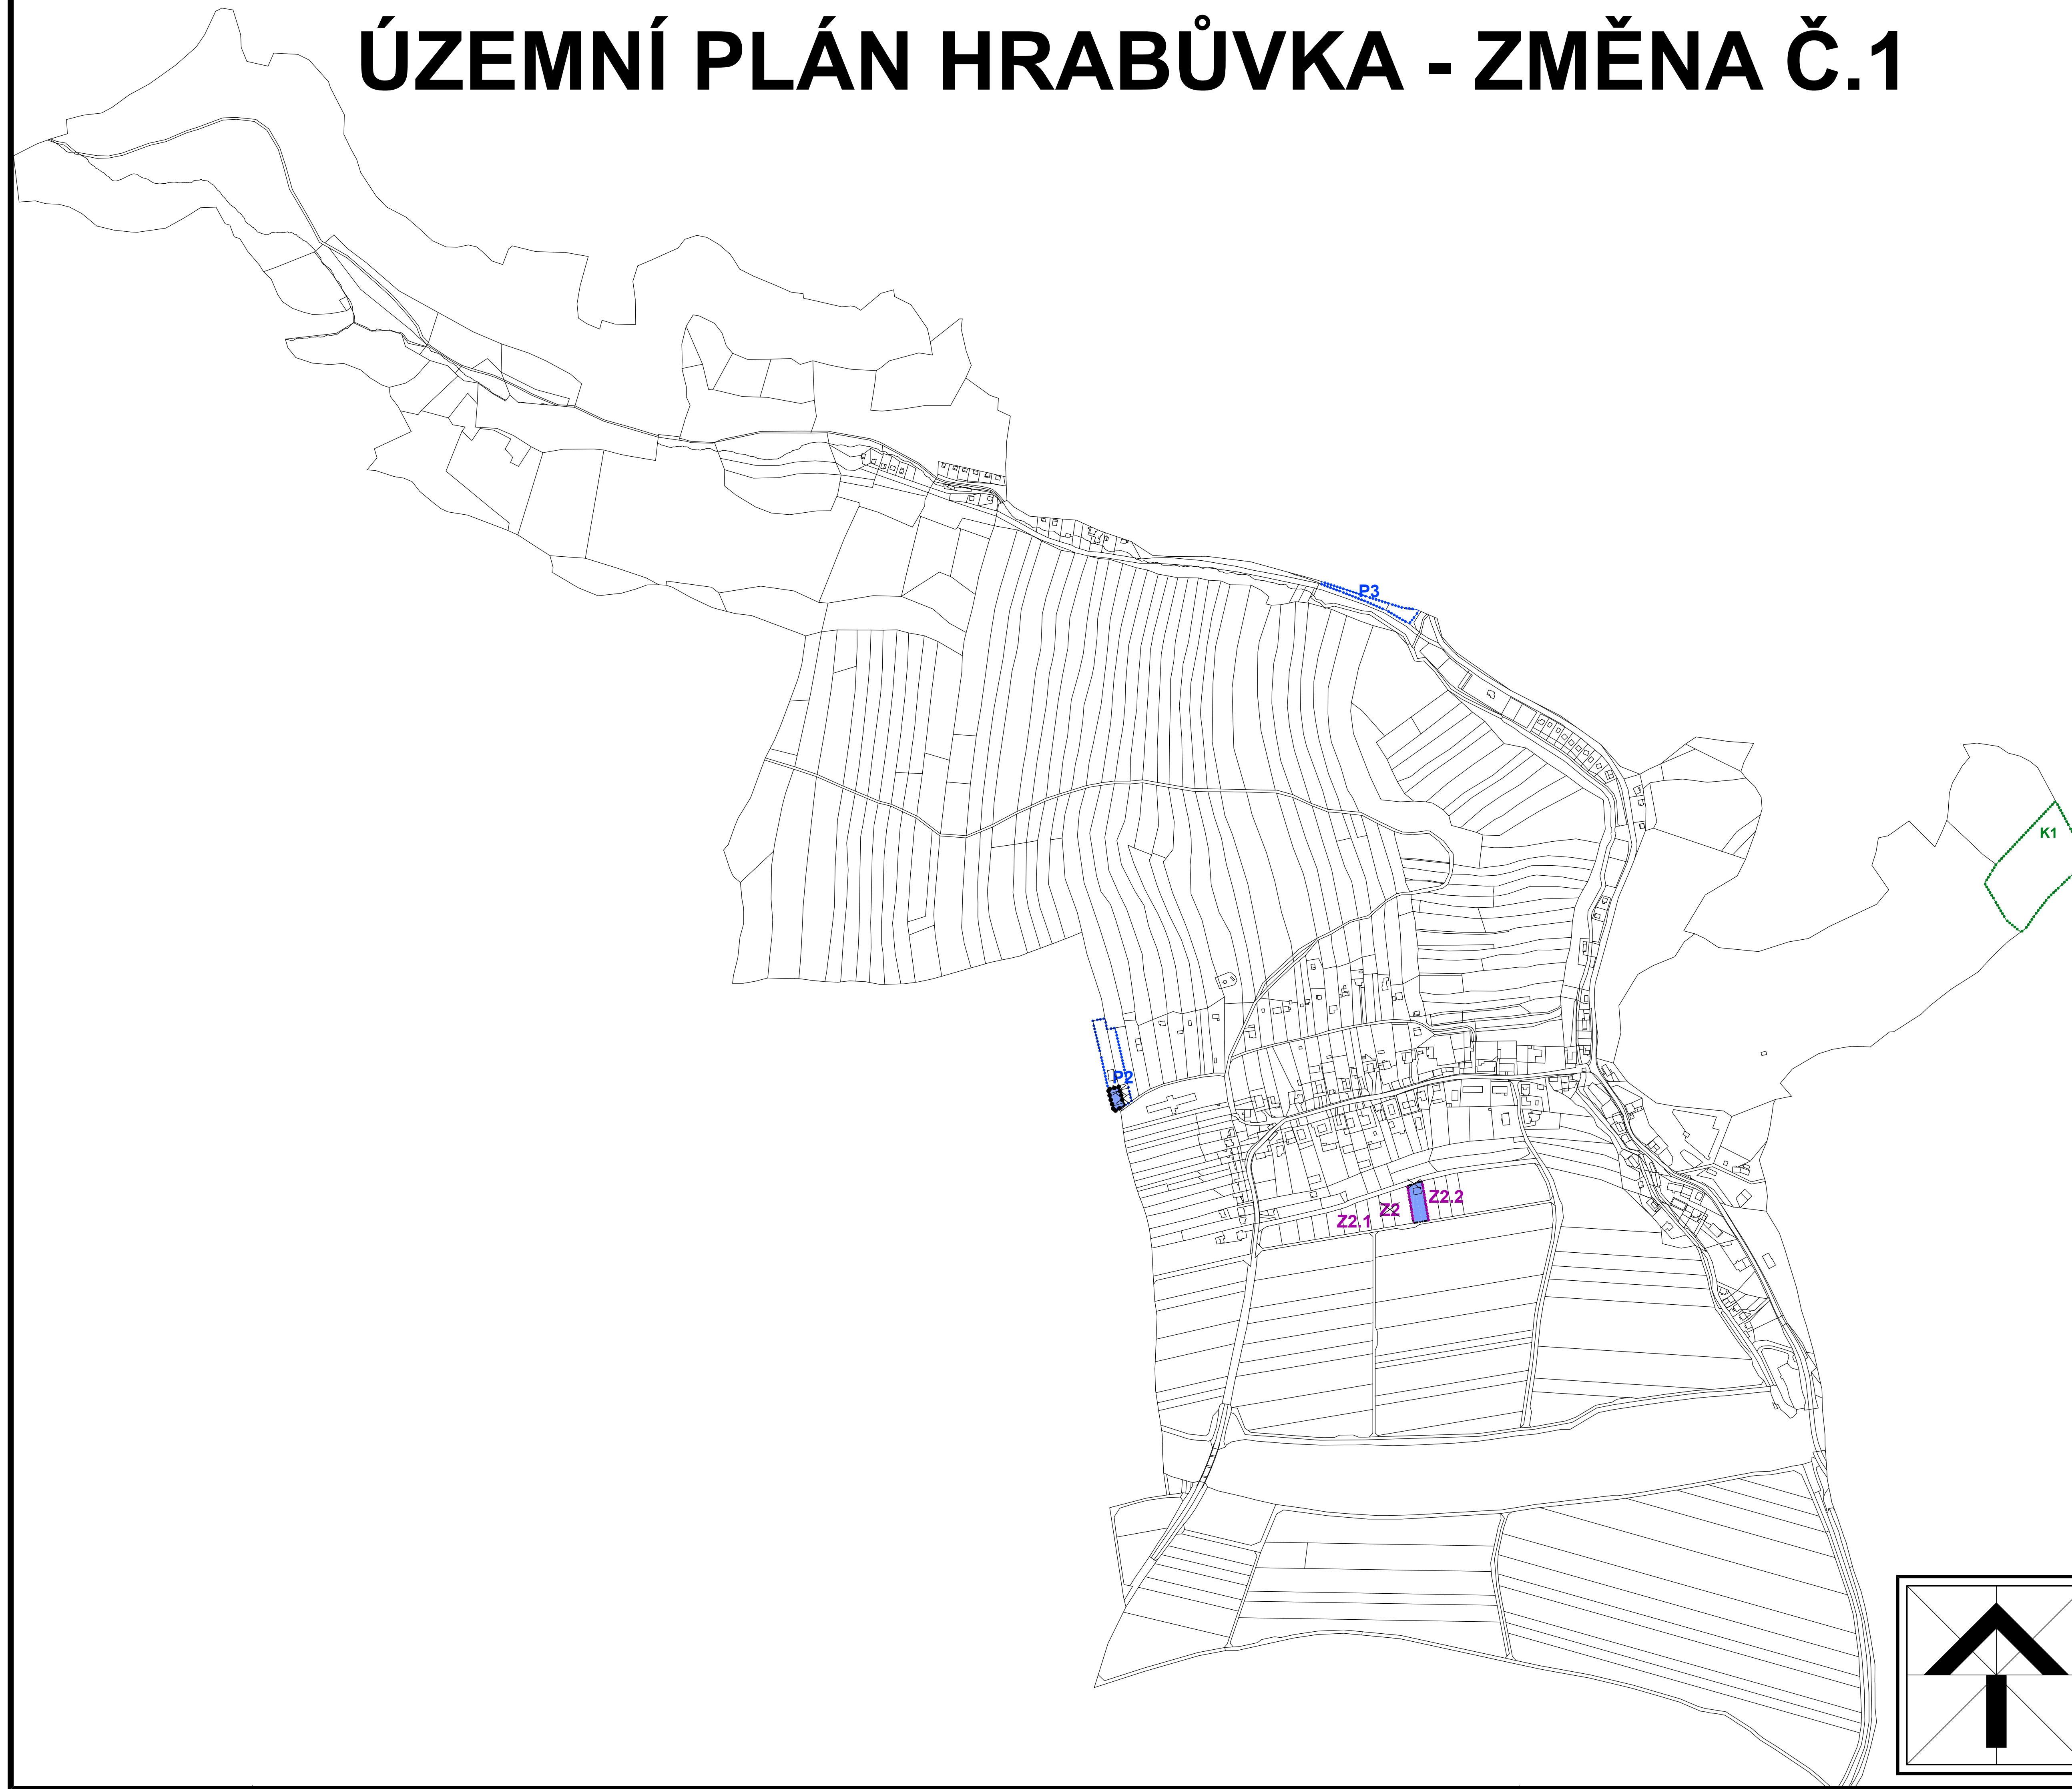 ÚZEMNÍ PLÁN HRABŮVKA - ZMĚNA Č.1
P3
K1
P2
Z2.2
Z2
Z2.1